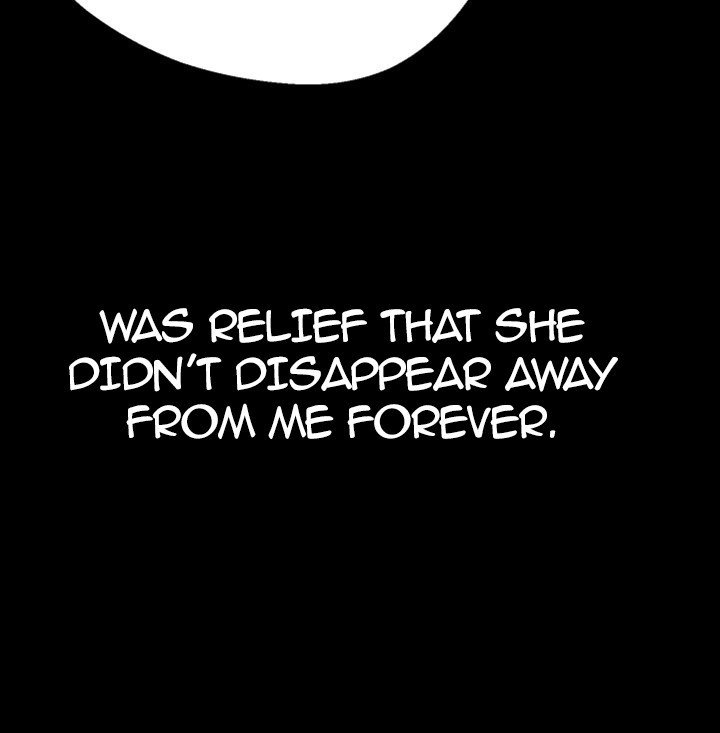 WAS RELIEF THAT SHE
DIDN'T DISAPPEAR AWAY
FROM ME FOREVER.